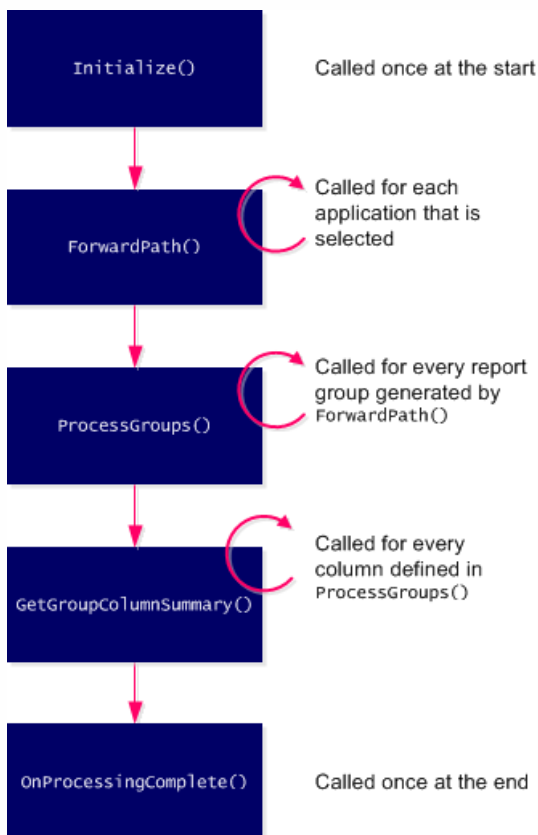 Initialize()
Called once at the start
ForwardPath()
Called for each
application that is
selected
ProcessGroups()
Called for every report
group generated by
ForwardPath()
GetGroupColumnSummary()
Called for every
column defined in
ProcessGroups()
OnProcessingComplete()
Called once at the end